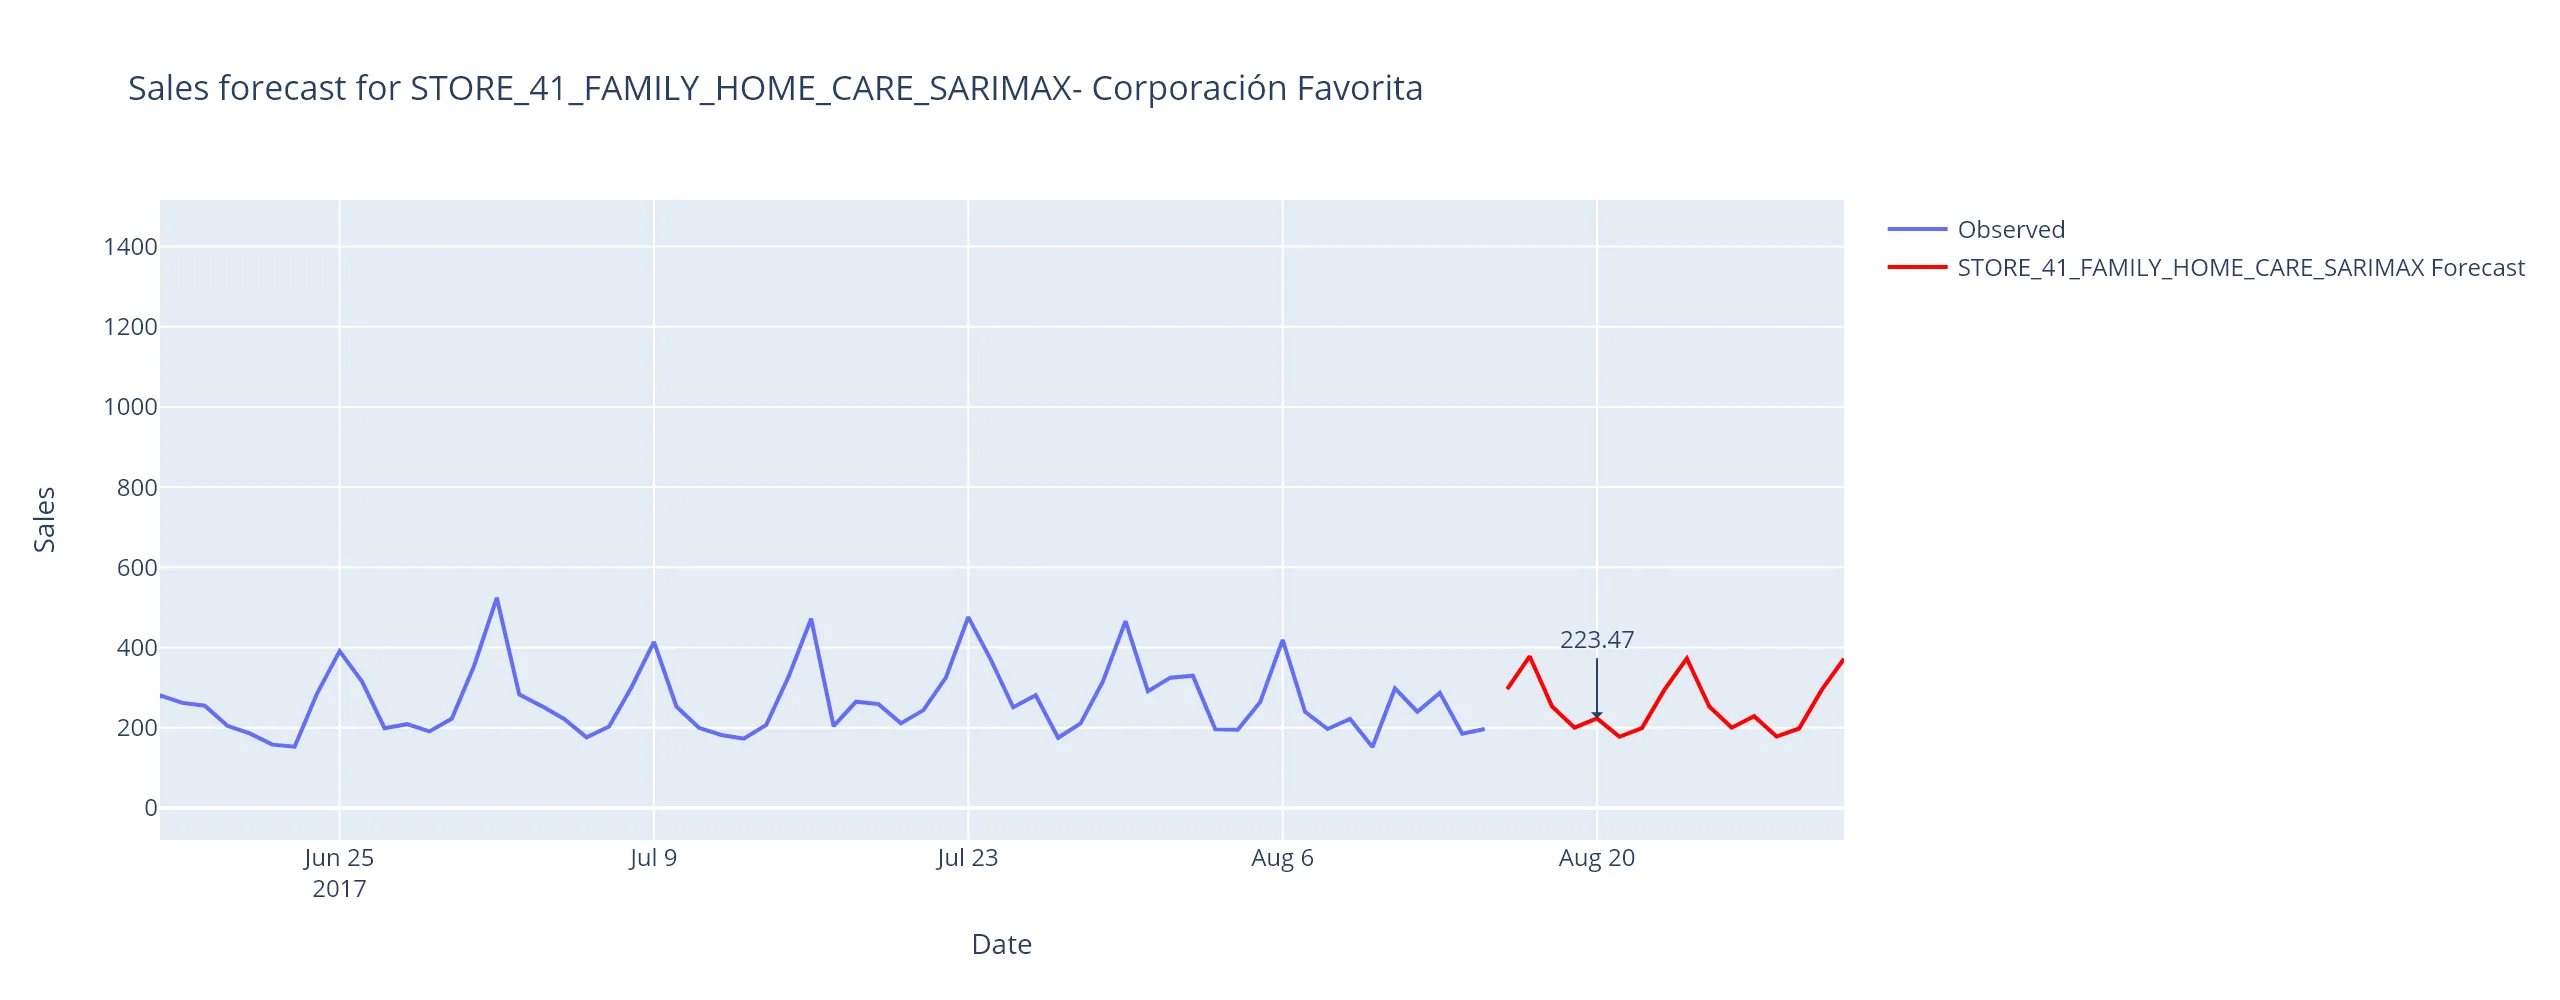 Sales forecast for STORE_41_FAMILY_HOME_CARE_SARIMAX- Corporación Favorita
Observed
STORE_41_FAMILY_HOME_CARE_SARIMAX Forecast
1400
1200
1000
800
600
400
200
0
Sales
223.47
Jun 25
2017
Jul 9
Jul 23
Aug 6
Aug 20
Date